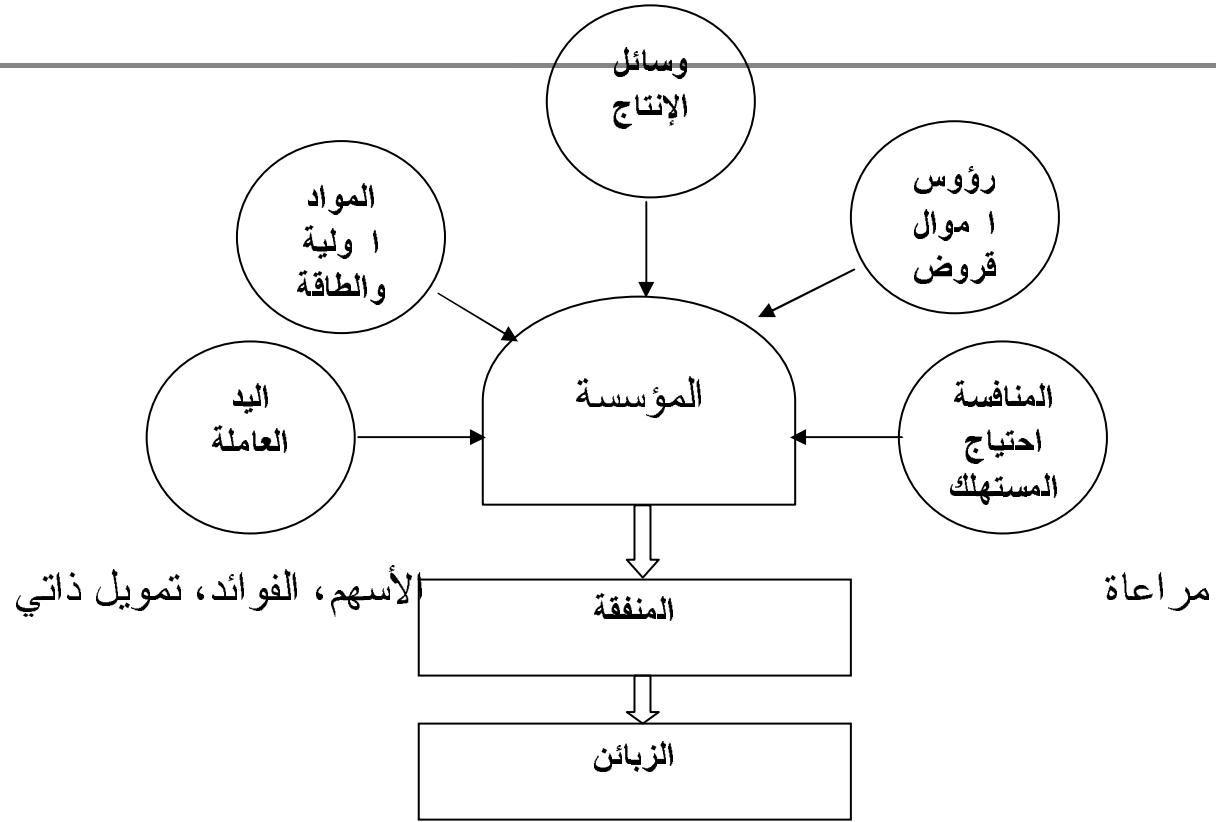 وسائل
الإنتاج
رؤوس
ا موال
قروض
المواد
ا ولية
والطاقة
المؤسسة
المنافسة
احتياج
المستهلك
اليد
العاملة
مراعاة
الأسهم، الفوائد، تمويل ذاتي
المنفقة
الزبائن